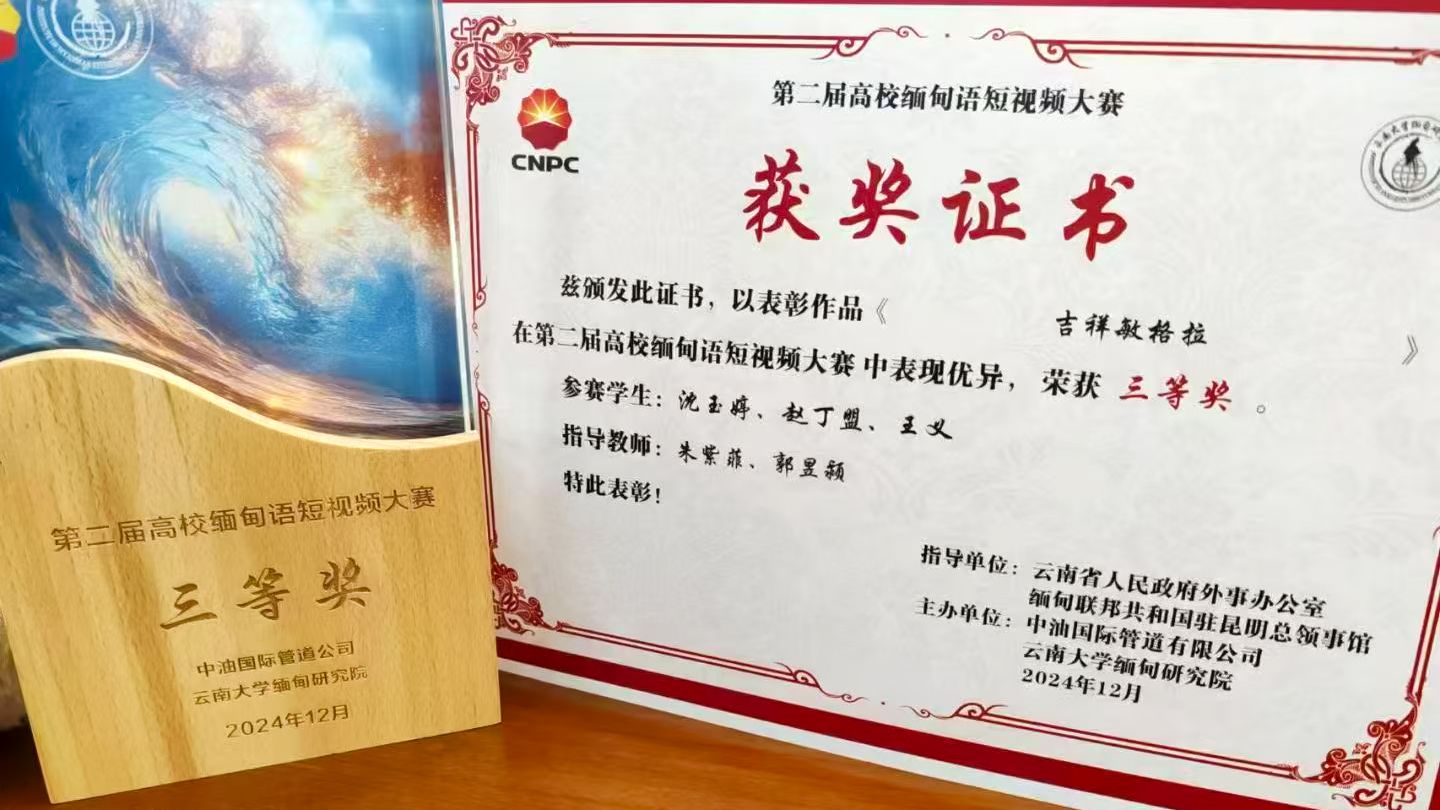 第二届高校缅甸语短视频大赛
三等奖
中油国际管道公司
云南大学缅甸研究院
2024年12月
CNPC
第二届高校缅甸语短视频大赛
获奖证书
兹颁发此证书，以表彰作品《吉祥敏格拉》
在第二届高校缅甸语短视频大赛 中表现优异，荣获 三等奖 。
参赛学生：沈玉婷、赵丁盟、王义
指导教师：朱紫菲、郭昱颖
特此表彰！
指导单位：云南省人民政府外事办公室
缅甸联邦共和国驻昆明总领事馆
主办单位：中油国际管道有限公司
云南大学缅甸研究院
2024年12月